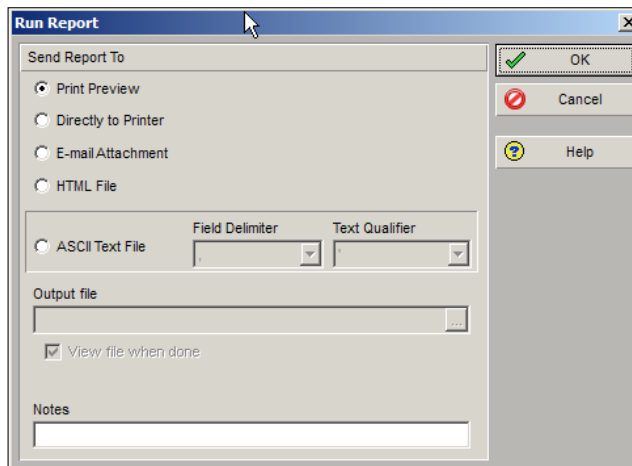 Run Report
Send Report To
OK
Print Preview
Cancel
Directly to Printer
E-mail Attachment
? Help
HTML File
Field Delimiter Text Qualifier
ASCII Text File
, '
Output file
...
View file when done
Notes